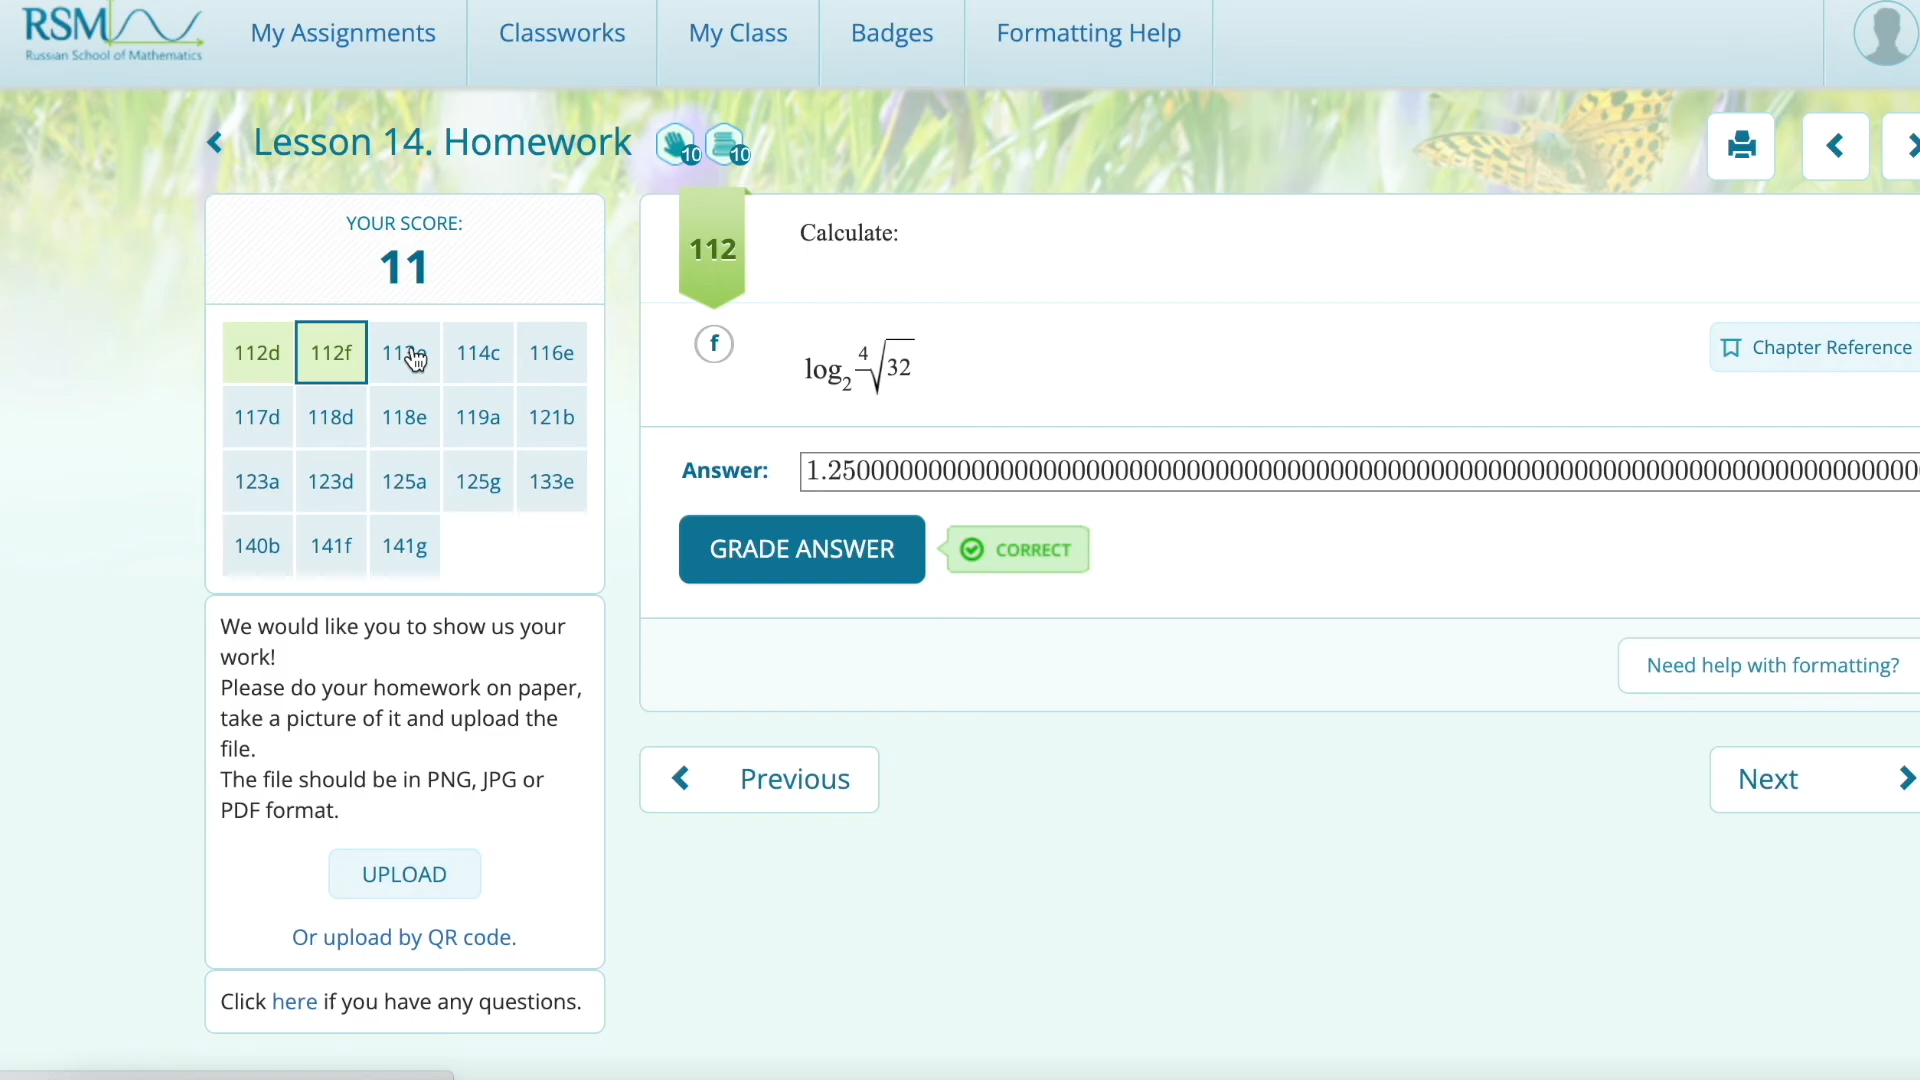 RSM
Russian School of Mathematics
My Assignments
Classworks
My Class
Badges
Formatting Help
Lesson 14. Homework
10
10
YOUR SCORE:
11
112d 112f 114c 116e
117d 118d 118e 119a 121b
123a 123d 125a 125g 133e
140b 141f 141g
We would like you to show us your
work!
Please do your homework on paper,
take a picture of it and upload the
file.
The file should be in PNG, JPG or
PDF format.
UPLOAD
Or upload by QR code.
Click here if you have any questions.
112
Calculate:
f
log₂ ⁴√32
Chapter Reference
Answer:
1.25000000000000000000000000000000000000000000000000000000000000000000000000
GRADE ANSWER
CORRECT
Need help with formatting?
Previous
Next